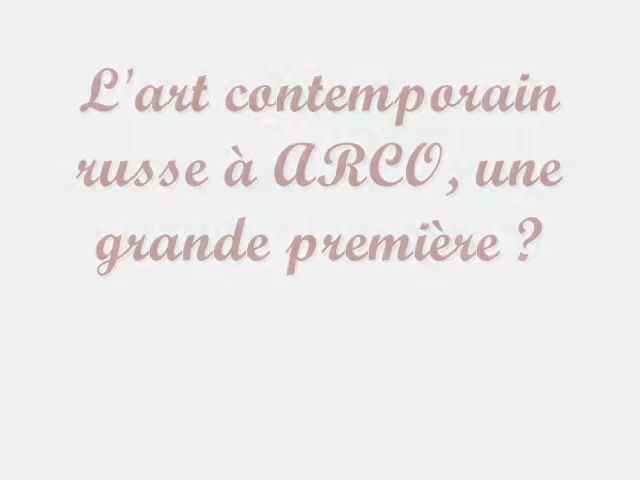 L'art contemporain
russe à ARCO, une
grande première ?